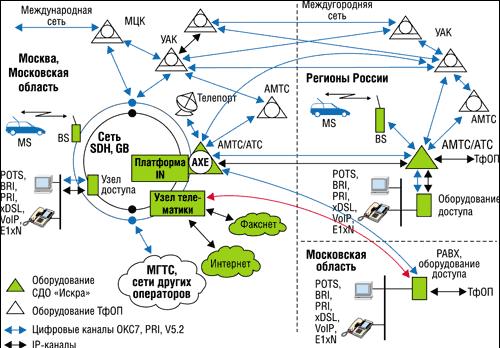 Международная
сеть
МЦК
УАК
Москва,
Московская
область
Телепорт
АМТС
MS
BS
Сеть
SDH, GB
АМТС/АТС
Платформа
IN
AXE
POTS,
BRI,
PRI,
xDSL,
VoIP,
E1xN
Узел
доступа
Узел теле-
матики
Факснет
Интернет
МГТС,
сети других
операторов
Междугородная
сеть
УАК
Регионы России
АМТС
MS
BS
АМТС/АТС
ТфОП
POTS,
BRI,
PRI,
xDSL,
VoIP,
E1xN
Оборудование
доступа
Московская
область
PABX,
оборудование
доступа
POTS,
BRI,
PRI,
xDSL,
VoIP,
E1xN
ТфОП
Оборудование
СДО «Искра»
Оборудование ТфОП
Цифровые каналы ОКС7, PRI, V5.2
IP-каналы